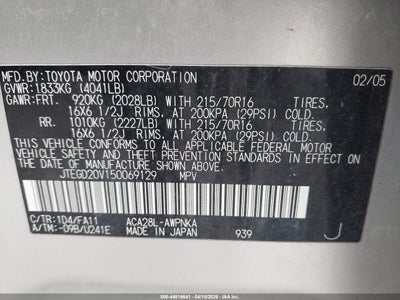 MFD. BY: TOYOTA MOTOR CORPORATION 02/05
GVWR: 1833KG (4041LB)
GAWR: FRT. 920KG (2028LB) WITH 215/70R16 TIRES,
16X6 1/2J RIMS, AT 200KPA (29PSI) COLD.
RR. 1010KG (2227LB) WITH 215/70R16 TIRES,
16X6 1/2J RIMS, AT 200KPA (29PSI) COLD.
THIS VEHICLE CONFORMS TO ALL APPLICABLE
FEDERAL MOTOR VEHICLE SAFETY STANDARDS IN
EFFECT ON THE DATE OF MANUFACTURE SHOWN
ABOVE.
JTEGD20V150069129 MPV
C/TR: 1D4/FA11 ACA28L-AWPNKA
A/TM: -09B/U241E MADE IN JAPAN 939 J